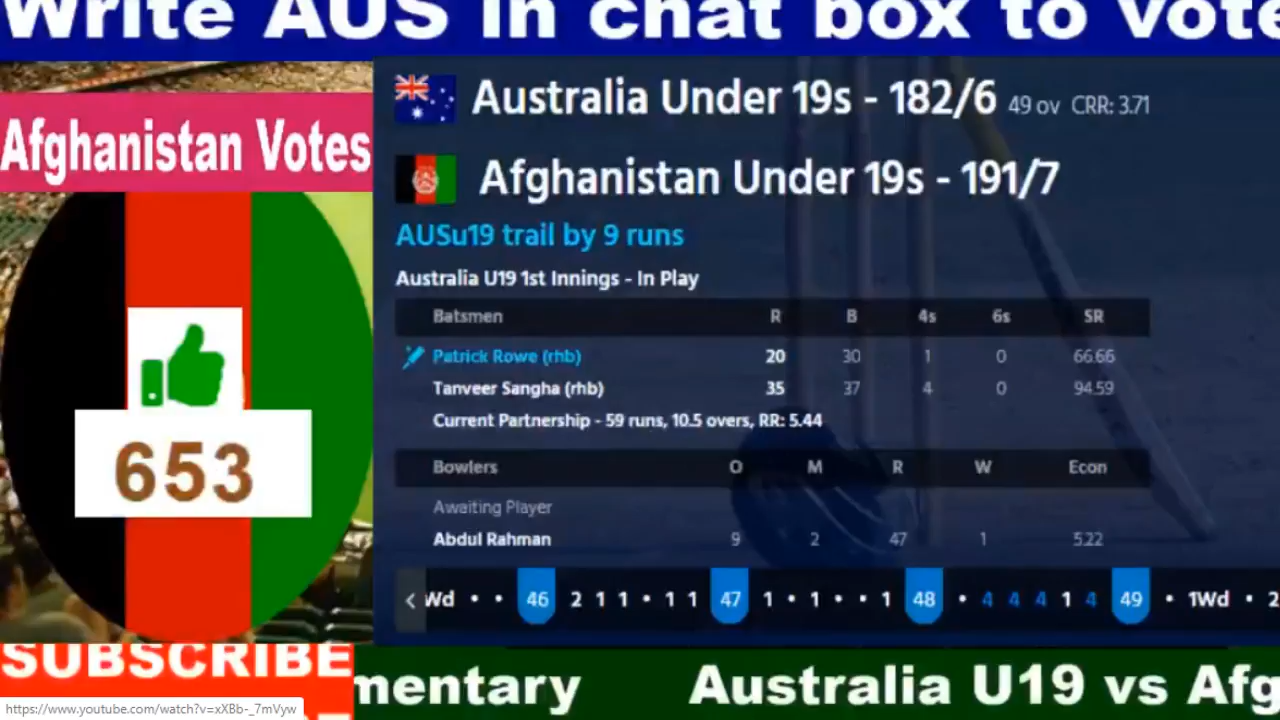 Write AUS in chat box to vote
Afghanistan Votes
653
Australia Under 19s - 182/6 49 ov CRR: 3.71
Afghanistan Under 19s - 191/7
AUSu19 trail by 9 runs
Australia U19 1st Innings - In Play
Batsmen R B 4s 6s SR
Patrick Rowe (rhb) 20 30 1 0 66.66
Tanveer Sangha (rhb) 35 37 4 0 94.59
Current Partnership - 59 runs, 10.5 overs, RR: 5.44
Bowlers O M R W Econ
Awaiting Player
Abdul Rahman 9 2 47 1 5.22
< Wd • • 46 2 1 1 • 1 1 47 1 • 1 • • 1 48 • 4 4 4 1 4 49 • 1Wd • 2
SUBSCRIBE
mentary Australia U19 vs Afg
https://www.youtube.com/watch?v=xXBb-_7mVyw